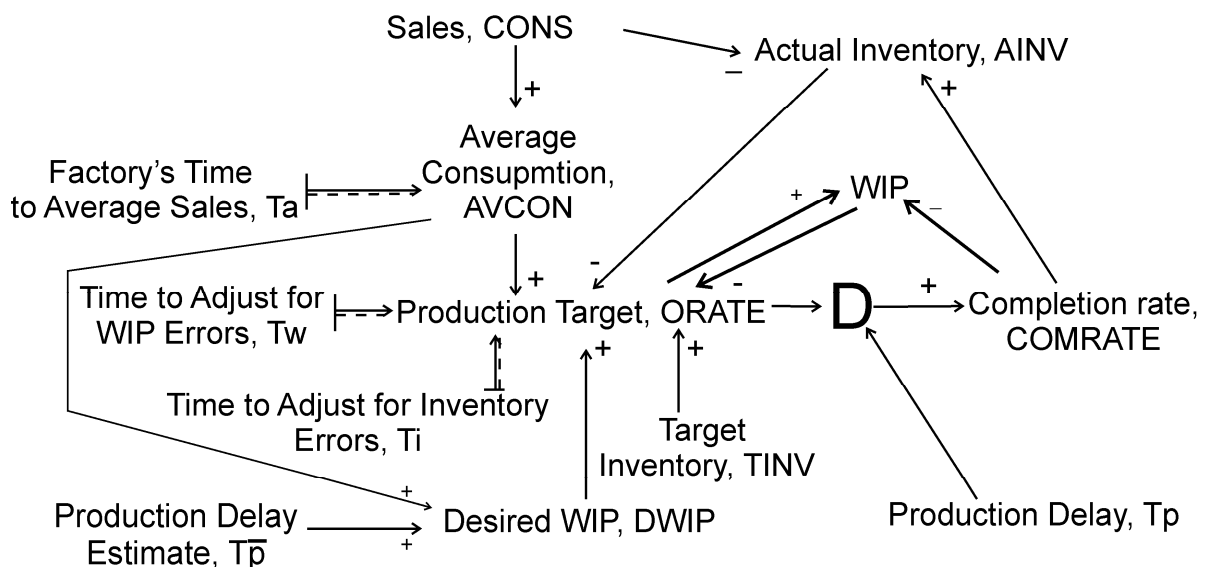 Sales, CONS
Actual Inventory, AINV
−
+
+
Average
Consupmtion,
AVCON
Factory's Time
to Average Sales, Ta
WIP
+
−
-
+
-
+
Time to Adjust for
WIP Errors, Tw
Production Target, ORATE
D
Completion rate,
COMRATE
+
+
Time to Adjust for Inventory
Errors, Ti
Target
Inventory, TINV
+
Production Delay
Estimate, Tp̅
Desired WIP, DWIP
Production Delay, Tp
+